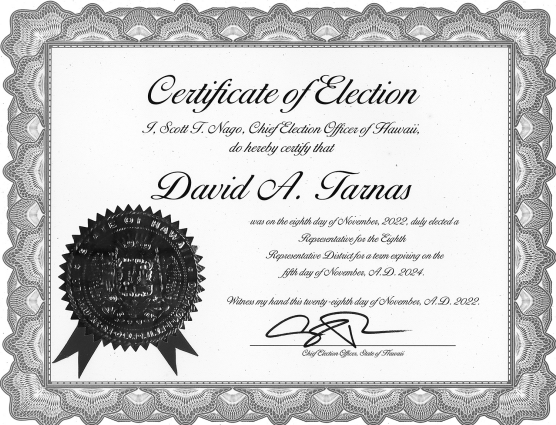 Certificate of Election
I, Scott T. Nago, Chief Election Officer of Hawaii,
do hereby certify that
David A. Tarnas
was on the eighth day of November, 2022, duly elected a
Representative for the Eighth
Representative District for a term expiring on the
fifth day of November, A.D. 2024.
Witness my hand this twenty-eighth day of November, A.D. 2022.
Chief Election Officer, State of Hawaii